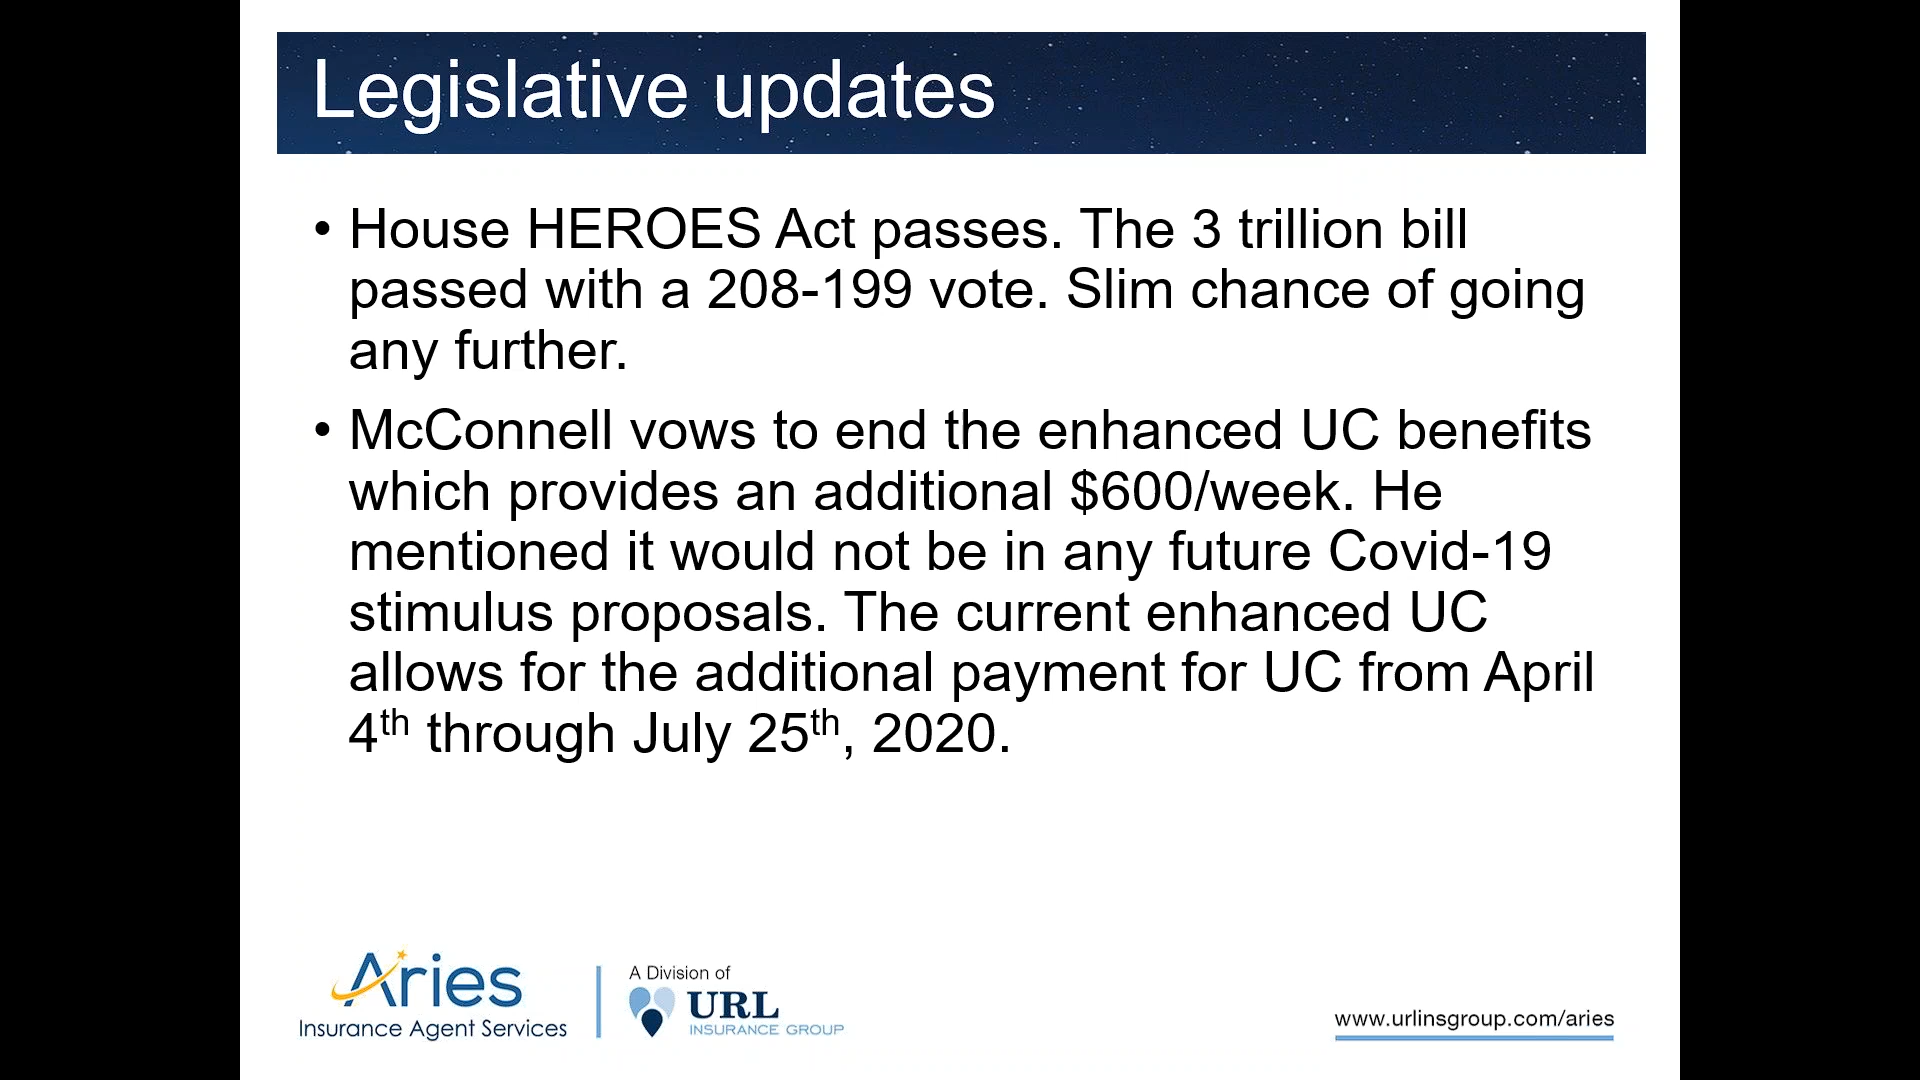 Legislative updates
• House HEROES Act passes. The 3 trillion bill
passed with a 208-199 vote. Slim chance of going
any further.
• McConnell vows to end the enhanced UC benefits
which provides an additional $600/week. He
mentioned it would not be in any future Covid-19
stimulus proposals. The current enhanced UC
allows for the additional payment for UC from April
4th through July 25th, 2020.
Aries
Insurance Agent Services
A Division of
URL
INSURANCE GROUP
www.urlinsgroup.com/aries